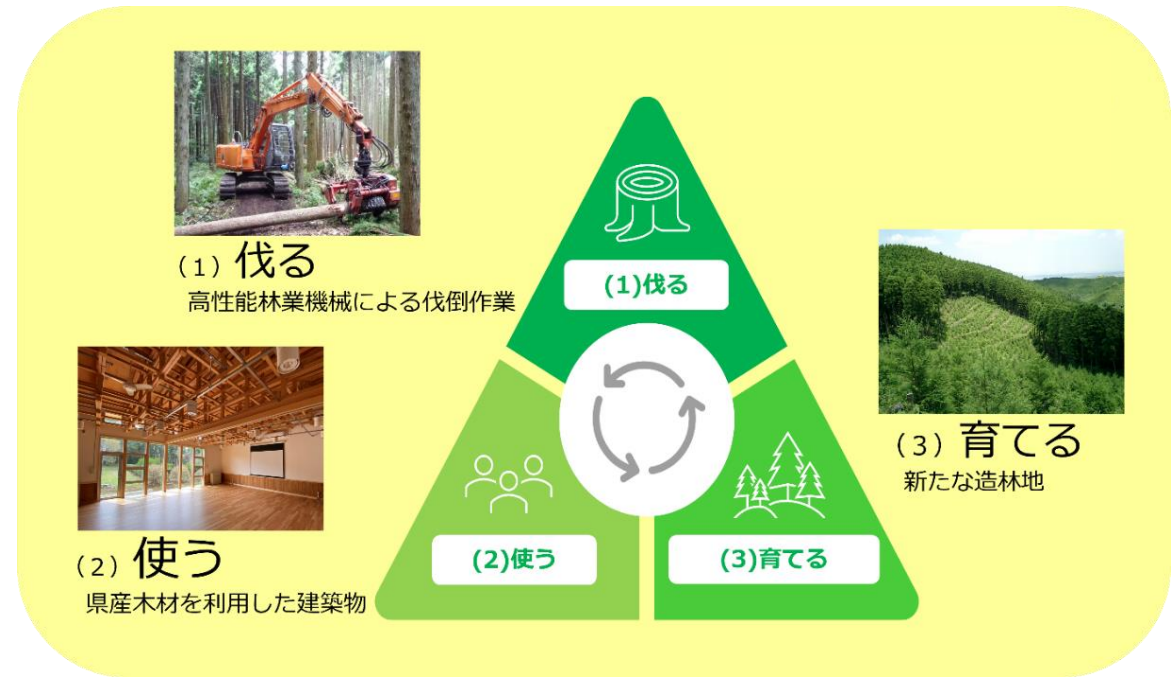 (1)伐る
高性能林業機械による伐倒作業
(1)伐る
(2)使う
県産木材を利用した建築物
(2)使う
(3)育てる
(3)育てる
新たな造林地